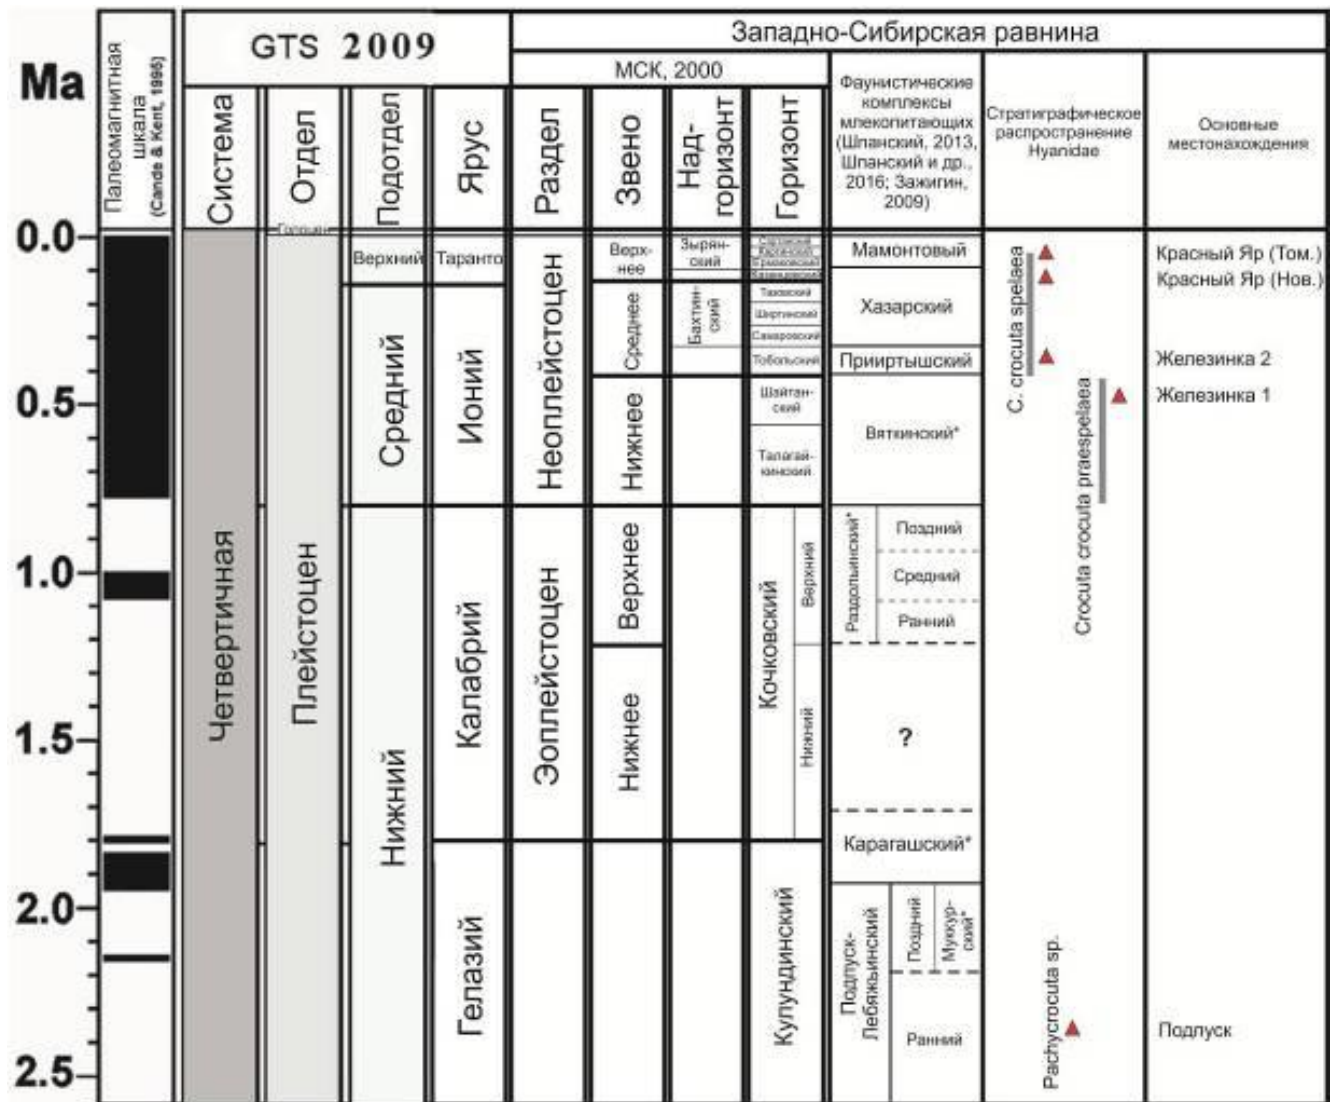 Ma
Палеомагнитная
шкала
(Cande & Kent, 1995)
GTS 2009
Система
Отдел
Подотдел
Ярус
Западно-Сибирская равнина
МСК, 2000
Раздел
Звено
Над-
горизонт
Горизонт
Фаунистические
комплексы
млекопитающих
(Шпанский, 2013,
Шпанский и др.,
2016; Зажигин,
2009)
Стратиграфическое
распространение
Hyanidae
Основные
местонахождения
0.0
0.5
1.0
1.5
2.0
2.5
Четвертичная
Плейстоцен
Верхний
Средний
Нижний
Таранто
Ионий
Калабрий
Гелазий
Неоплейстоцен
Эоплейстоцен
Верх-
нее
Среднее
Нижнее
Верхнее
Нижнее
Зырян-
ский
Бахтин-
ский
Тазовский
Ширтинский
Самаровский
Тобольский
Шайтан-
ский
Талагай-
кинский
Кочковский
Верхний
Нижний
Кулундинский
Мамонтовый
Хазарский
Прииртышский
Вяткинский*
Раздольинский*
Поздний
Средний
Ранний
?
Карагашский*
Подпуск-
Лебяжьинский
Поздний
Муккур-
ский*
Ранний
C. crocuta spelaea
Crocuta crocuta praespelaea
Pachycrocuta sp.
Красный Яр (Том.)
Красный Яр (Нов.)
Железинка 2
Железинка 1
Подпуск